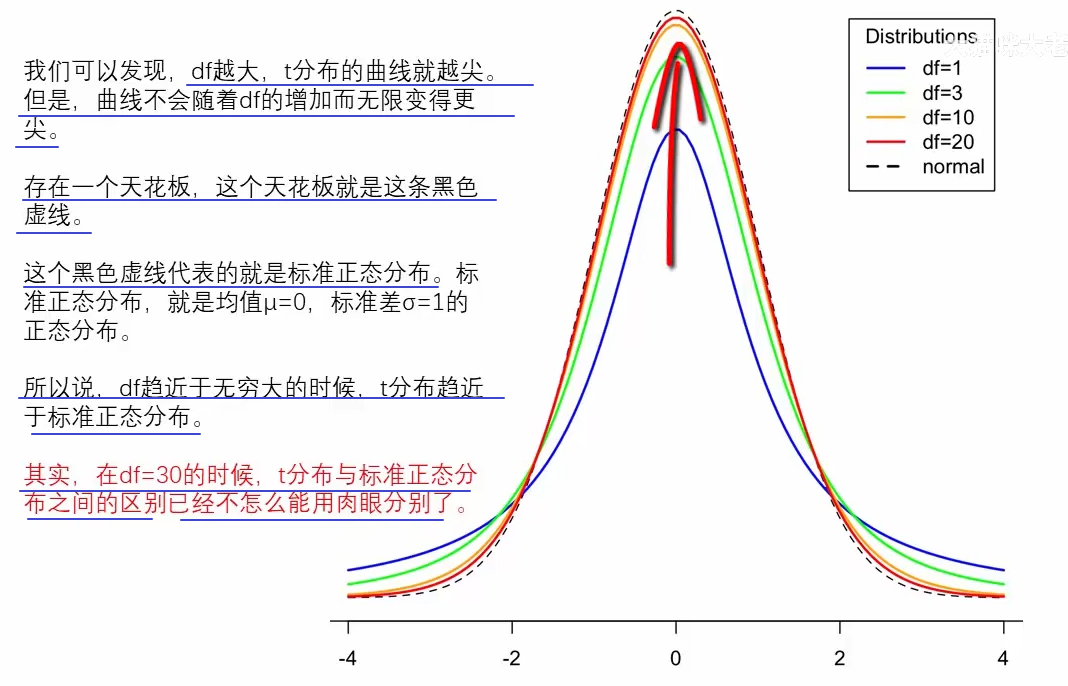 我们可以发现，df越大，t分布的曲线就越尖。
但是，曲线不会随着df的增加而无限变得更
尖。
存在一个天花板，这个天花板就是这条黑色
虚线。
这个黑色虚线代表的就是标准正态分布。标
准正态分布，就是均值μ=0，标准差σ=1的
正态分布。
所以说，df趋近于无穷大的时候，t分布趋近
于标准正态分布。
其实，在df=30的时候，t分布与标准正态分
布之间的区别已经不怎么能用肉眼分别了。
Distributions
df=1
df=3
df=10
df=20
normal
-4
-2
0
2
4